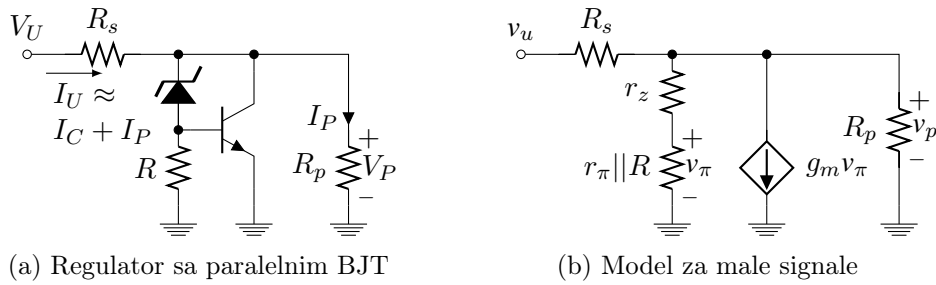 V_U
R_s
I_U ≈
I_C + I_P
R
I_P
R_p
+
V_P
−
(a) Regulator sa paralelnim BJT
v_u
R_s
r_z
r_π||R
+
v_π
−
g_m v_π
R_p
+
v_p
−
(b) Model za male signale